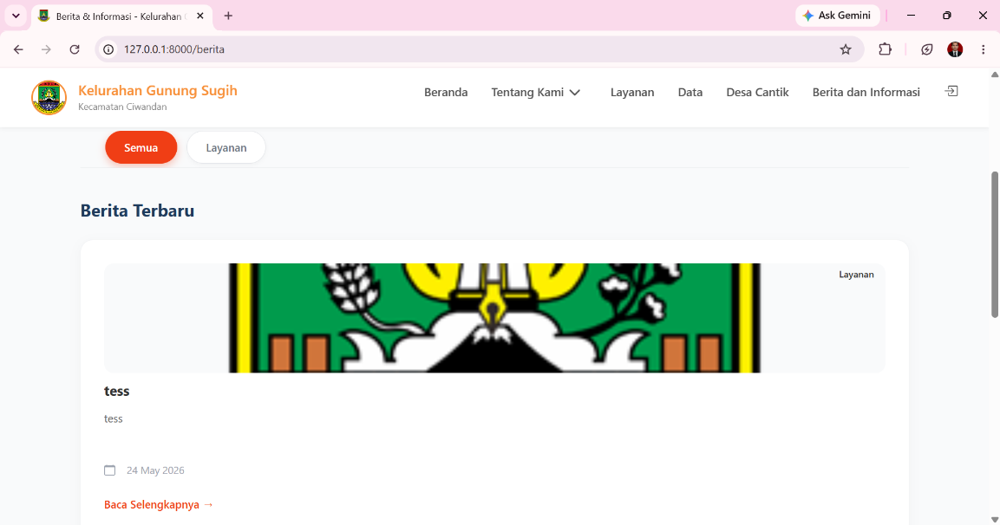 Berita & Informasi - Kelurahan
Ask Gemini
127.0.0.1:8000/berita
Kelurahan Gunung Sugih
Kecamatan Ciwandan
Beranda
Tentang Kami
Layanan
Data
Desa Cantik
Berita dan Informasi
Semua
Layanan
Berita Terbaru
Layanan
tess
tess
24 May 2026
Baca Selengkapnya →